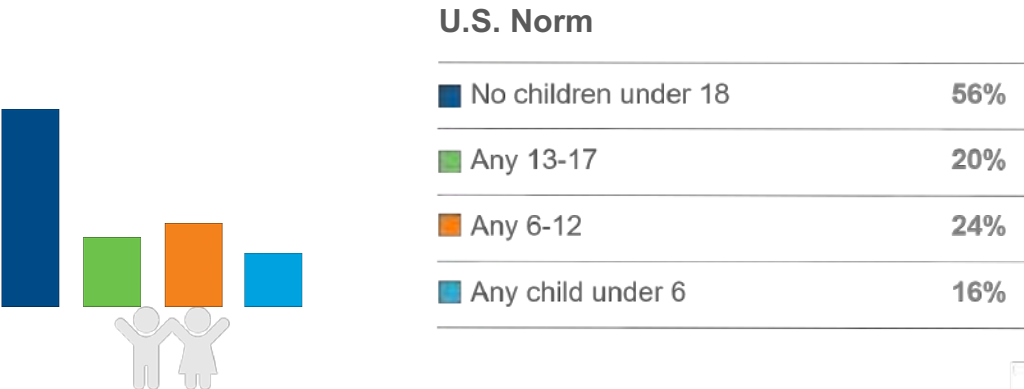 U.S. Norm
No children under 18 56%
Any 13-17 20%
Any 6-12 24%
Any child under 6 16%